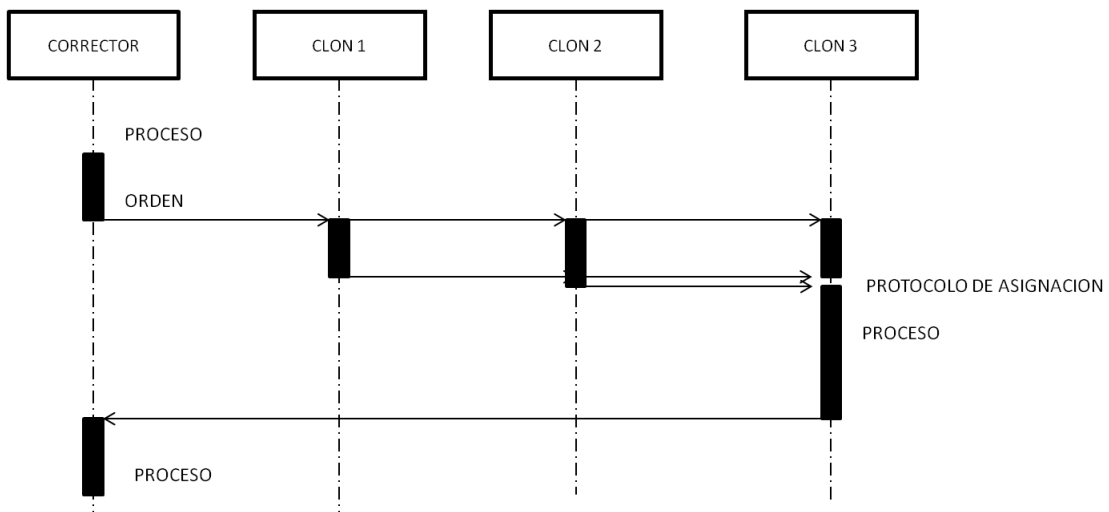 CORRECTOR
CLON 1
CLON 2
CLON 3
PROCESO
ORDEN
PROTOCOLO DE ASIGNACION
PROCESO
PROCESO